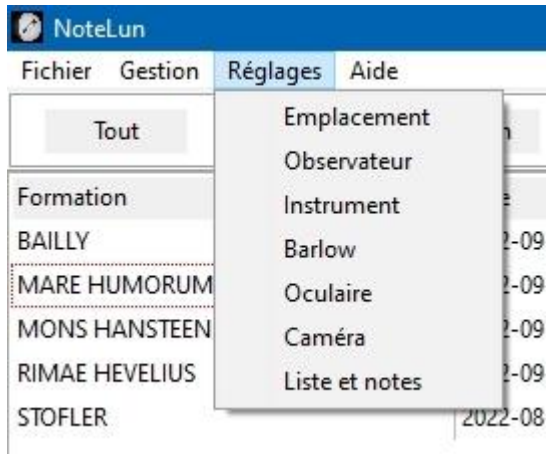 NoteLun
Fichier Gestion Réglages Aide
Tout
Emplacement
Observateur
Instrument
Barlow
Oculaire
Caméra
Liste et notes
Formation
BAILLY
MARE HUMORUM
MONS HANSTEEN
RIMAE HEVELIUS
STOFLER
2022-08